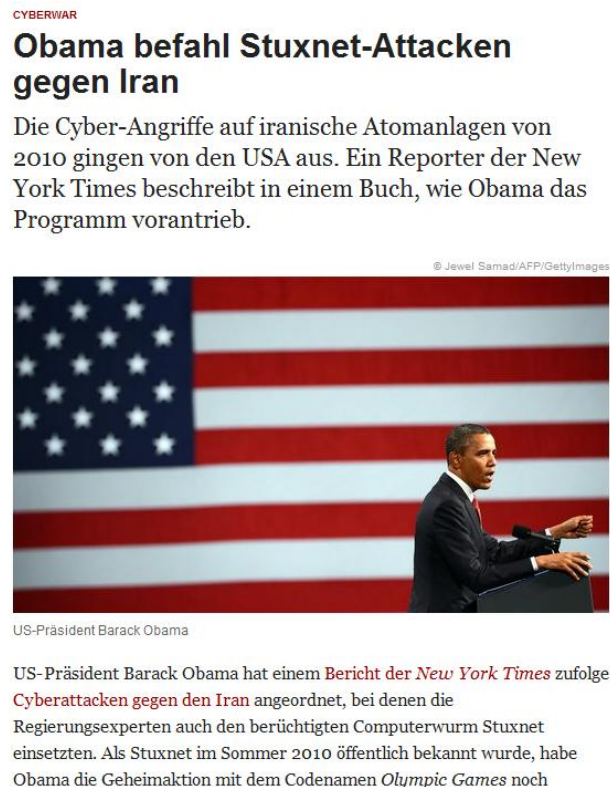 CYBERWAR
Obama befahl Stuxnet-Attacken
gegen Iran
Die Cyber-Angriffe auf iranische Atomanlagen von
2010 gingen von den USA aus. Ein Reporter der New
York Times beschreibt in einem Buch, wie Obama das
Programm vorantrieb.
© Jewel Samad/AFP/GettyImages
US-Präsident Barack Obama
US-Präsident Barack Obama hat einem Bericht der New York Times zufolge
Cyberattacken gegen den Iran angeordnet, bei denen die
Regierungsexperten auch den berüchtigten Computerwurm Stuxnet
einsetzten. Als Stuxnet im Sommer 2010 öffentlich bekannt wurde, habe
Obama die Geheimaktion mit dem Codenamen Olympic Games noch